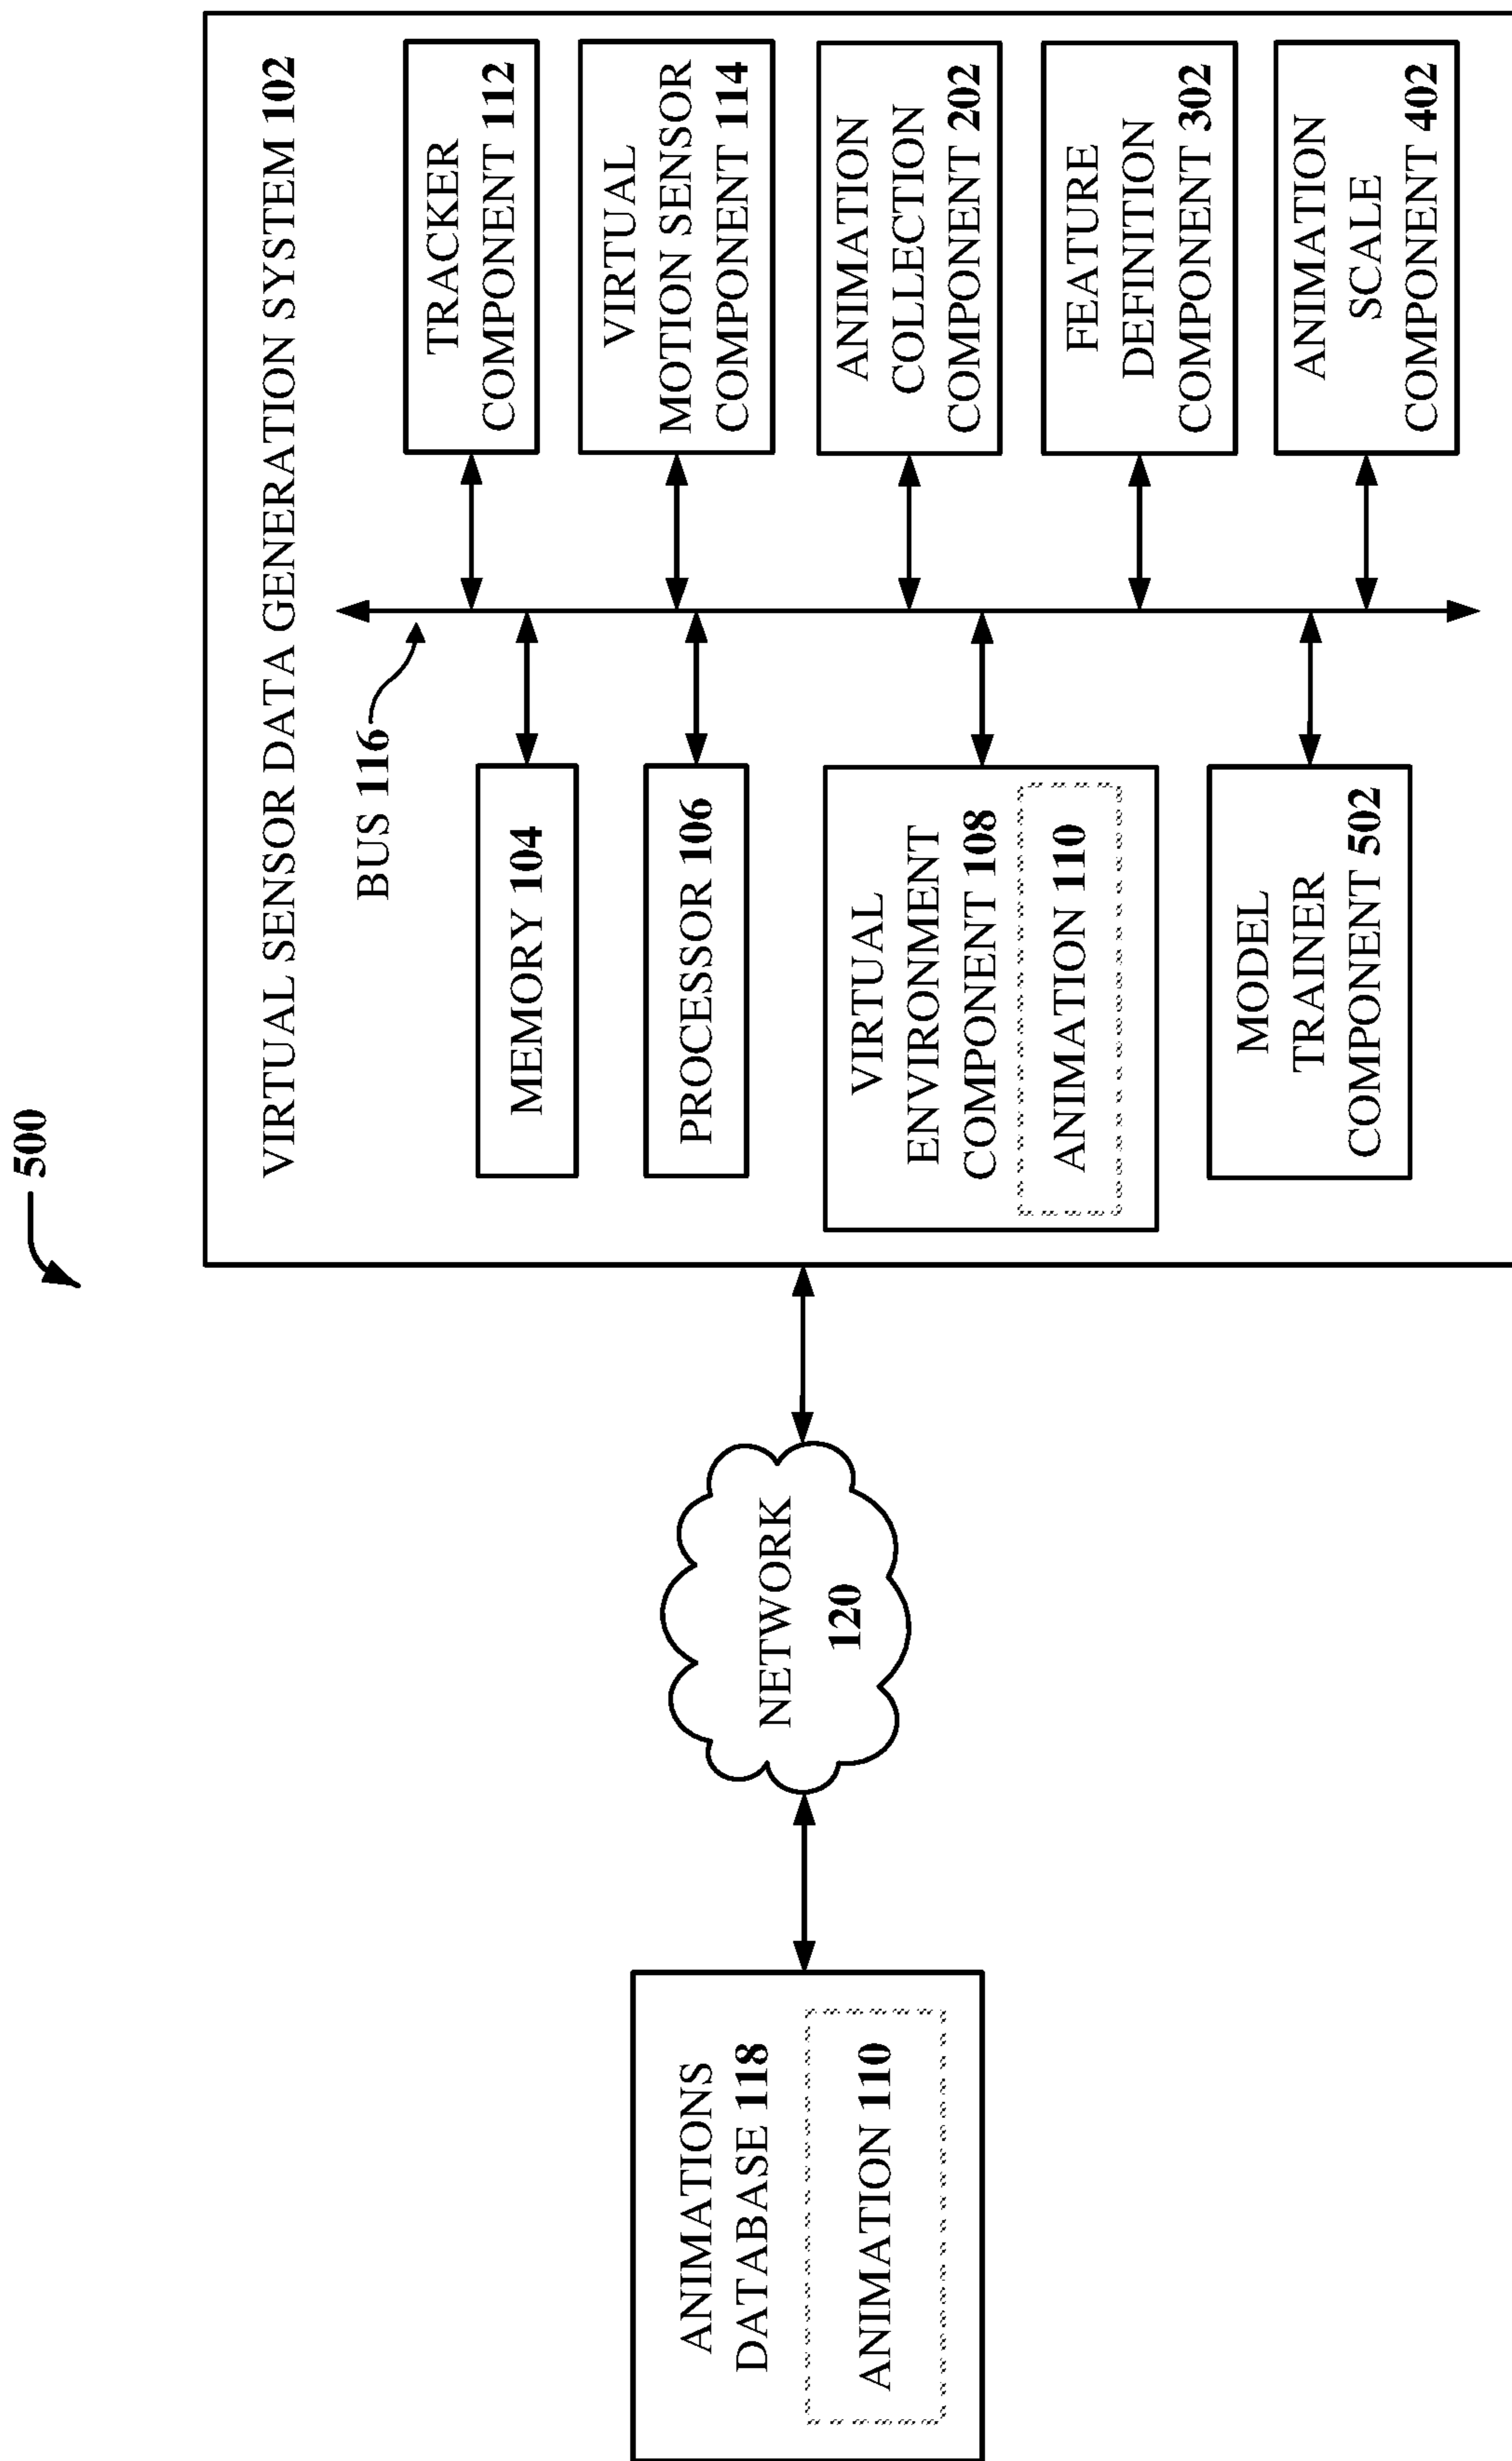 500
VIRTUAL SENSOR DATA GENERATION SYSTEM 102
BUS 116
MEMORY 104
PROCESSOR 106
VIRTUAL
ENVIRONMENT
COMPONENT 108
ANIMATION 110
MODEL
TRAINER
COMPONENT 502
TRACKER
COMPONENT 112
VIRTUAL
MOTION SENSOR
COMPONENT 114
ANIMATION
COLLECTION
COMPONENT 202
FEATURE
DEFINITION
COMPONENT 302
ANIMATION
SCALE
COMPONENT 402
NETWORK
120
ANIMATIONS
DATABASE 118
ANIMATION 110